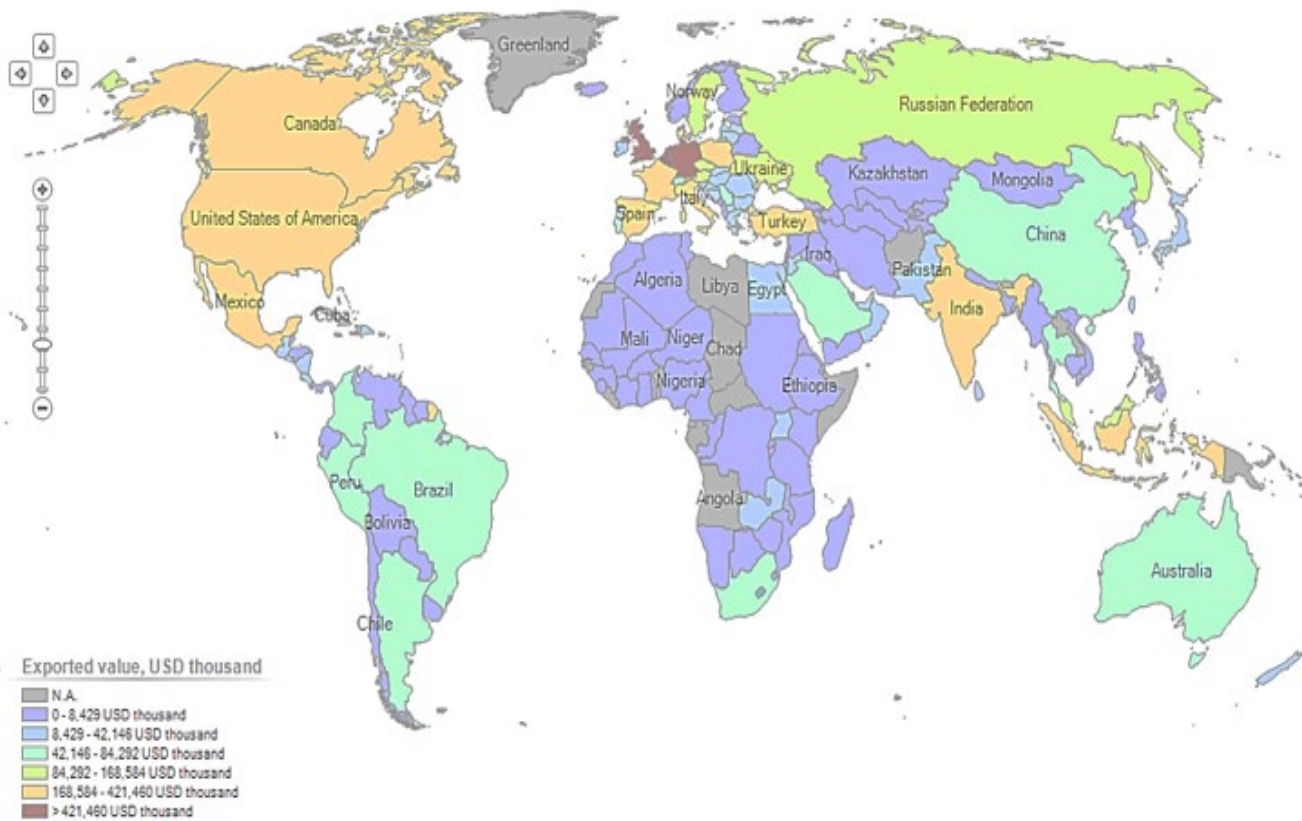 Greenland
Norway
Russian Federation
Canada
Ukraine
Kazakhstan
Mongolia
Italy
United States of America
Spain
Turkey
China
Iraq
Pakistan
Algeria
Libya
Egypt
Mexico
India
Cuba
Mali
Niger
Chad
Nigeria
Ethiopia
Peru
Brazil
Angola
Bolivia
Australia
Chile
Exported value, USD thousand
N.A.
0 - 8,429 USD thousand
8,429 - 42,146 USD thousand
42,146 - 84,292 USD thousand
84,292 - 168,584 USD thousand
168,584 - 421,460 USD thousand
> 421,460 USD thousand